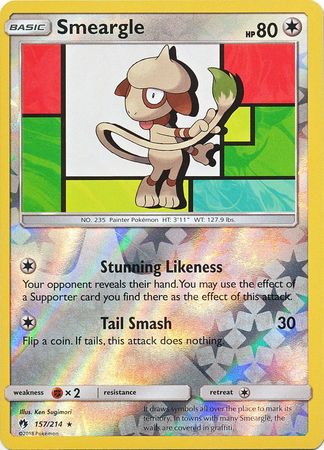 BASIC Smeargle HP 80
NO. 235 Painter Pokémon HT: 3'11" WT: 127.9 lbs.
Stunning Likeness
Your opponent reveals their hand. You may use the effect
of a Supporter card you find there as the effect of this attack.
Tail Smash 30
Flip a coin. If tails, this attack does nothing.
weakness × 2 resistance retreat
Illus. Ken Sugimori
157/214 ★
©2018 Pokémon
It draws symbols all over the place to mark its
territory. In towns with many Smeargle, the
walls are covered in graffiti.